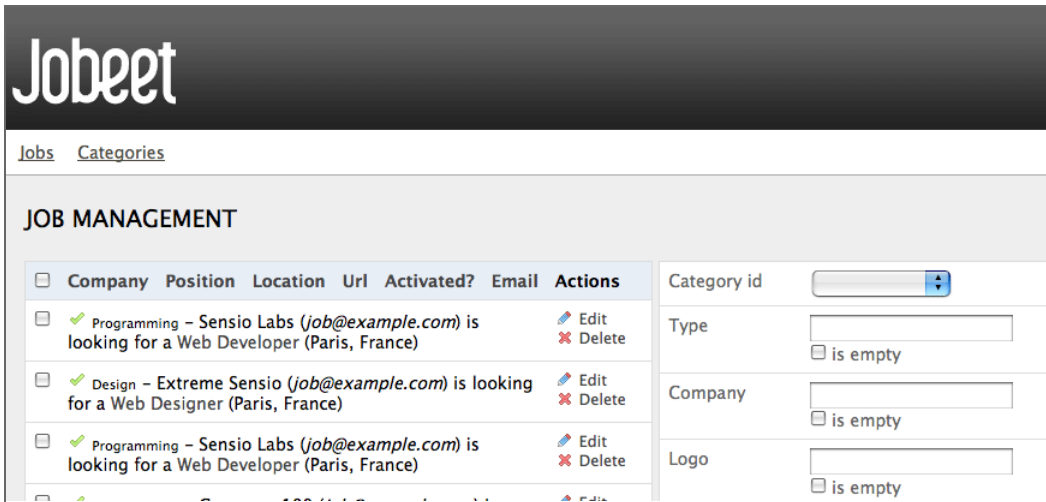 Jobeet
Jobs Categories
JOB MANAGEMENT
Company Position Location Url Activated? Email Actions
Programming – Sensio Labs (job@example.com) is
looking for a Web Developer (Paris, France)
Edit
Delete
Design – Extreme Sensio (job@example.com) is looking
for a Web Designer (Paris, France)
Edit
Delete
Programming – Sensio Labs (job@example.com) is
looking for a Web Developer (Paris, France)
Edit
Delete
Category id
Type
is empty
Company
is empty
Logo
is empty